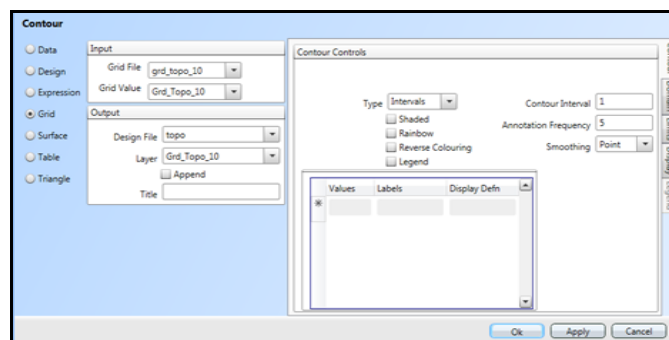 Contour
Data
Design
Expression
Grid
Surface
Table
Triangle
Input
Grid File grd_topo_10
Grid Value Grd_Topo_10
Output
Design File topo
Layer Grd_Topo_10
Append
Title
Contour Controls
Type Intervals
Shaded
Rainbow
Reverse Colouring
Legend
Contour Interval 1
Annotation Frequency 5
Smoothing Point
Values Labels Display Defn
Ok Apply Cancel